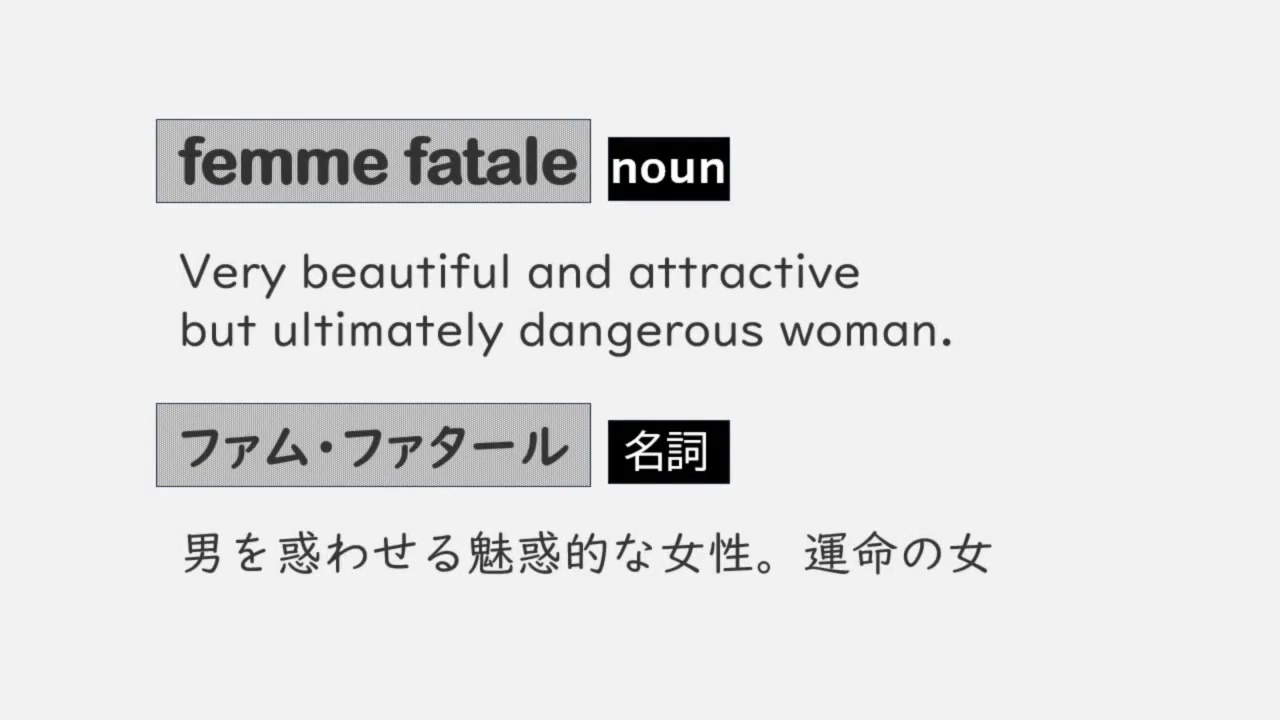 femme fatale noun
Very beautiful and attractive
but ultimately dangerous woman.
ファム・ファタール 名詞
男を惑わせる魅惑的な女性。運命の女